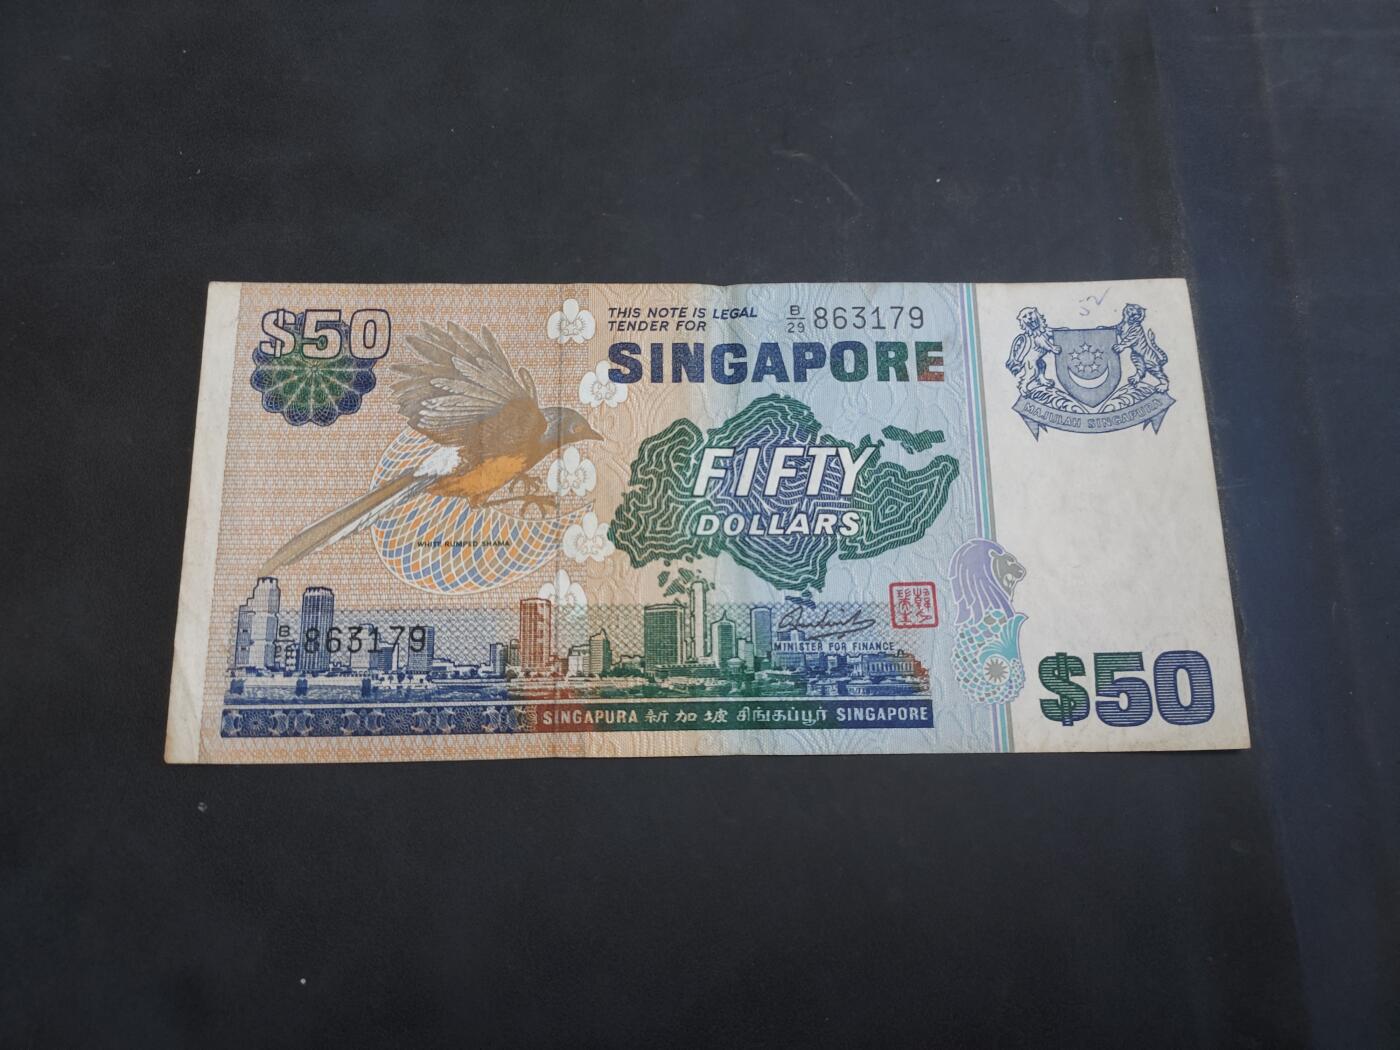 $50
THIS NOTE IS LEGAL
TENDER FOR
B/29 863179
SINGAPORE
MAJULAH SINGAPURA
FIFTY
DOLLARS
WHITE RUMPED SHAMA
B/29 863179
MINISTER FOR FINANCE
SINGAPURA 新加坡 சிங்கப்பூர் SINGAPORE
$50